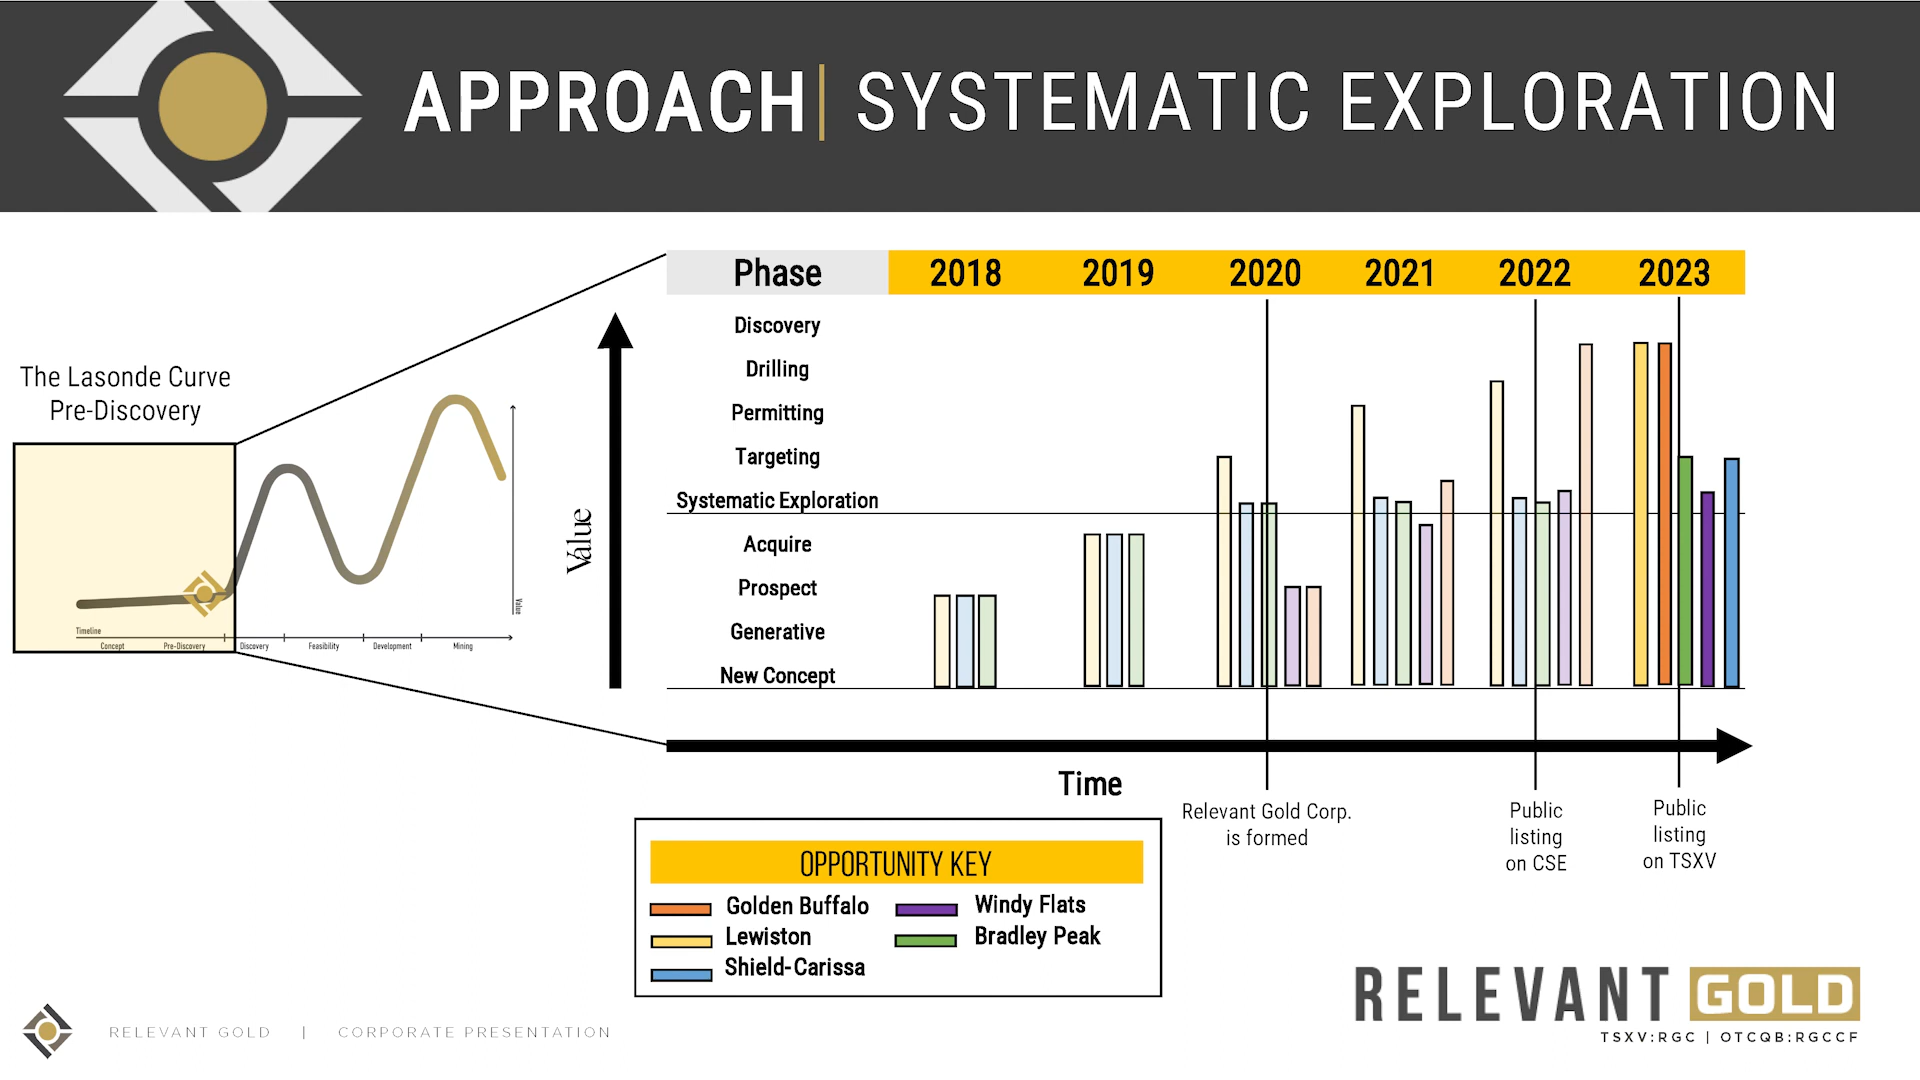 APPROACH | SYSTEMATIC EXPLORATION
Phase 2018 2019 2020 2021 2022 2023
Discovery
Drilling
Permitting
Targeting
Systematic Exploration
Acquire
Prospect
Generative
New Concept
Value
Time
The Lasonde Curve
Pre-Discovery
Value
Timeline
Concept Pre-Discovery Discovery Feasibility Development Mining
Relevant Gold Corp.
is formed
Public
listing
on CSE
Public
listing
on TSXV
OPPORTUNITY KEY
Golden Buffalo
Lewiston
Shield-Carissa
Windy Flats
Bradley Peak
RELEVANT GOLD
TSXV:RGC | OTCQB:RGCCF
RELEVANT GOLD | CORPORATE PRESENTATION